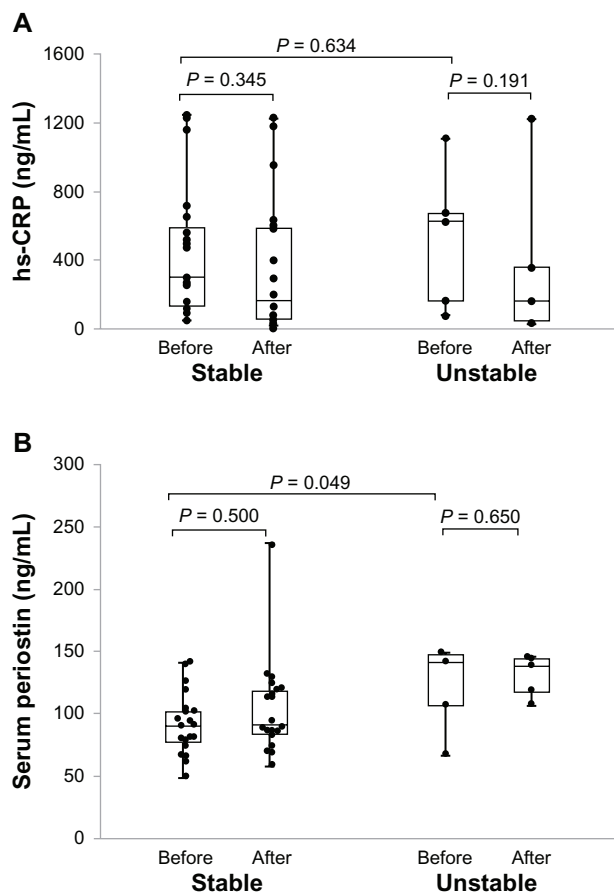 A
P = 0.634
P = 0.345
P = 0.191
hs-CRP (ng/mL)
1600
1200
800
400
0
Before After Before After
Stable Unstable
B
P = 0.049
P = 0.500
P = 0.650
Serum periostin (ng/mL)
300
250
200
150
100
50
0
Before After Before After
Stable Unstable